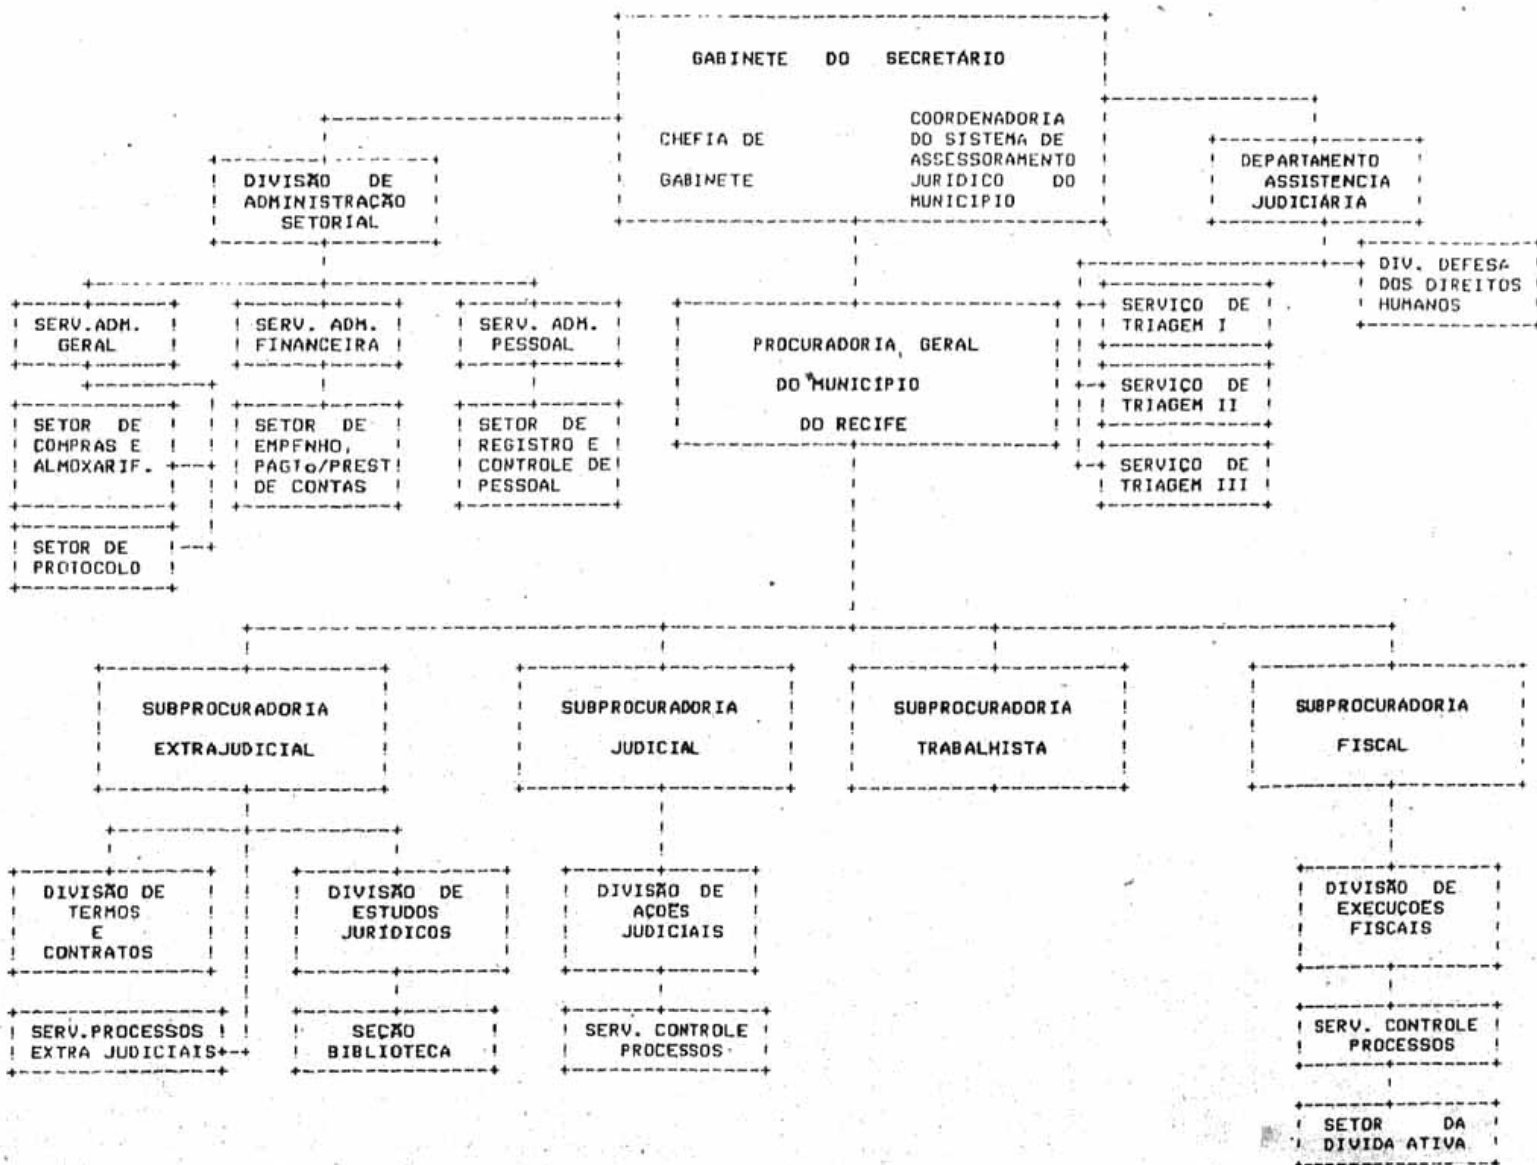 GABINETE DO SECRETÁRIO
CHEFIA DE
GABINETE
COORDENADORIA
DO SISTEMA DE
ASSESSORAMENTO
JURIDICO DO
MUNICIPIO
DIVISÃO DE
ADMINISTRAÇÃO
SETORIAL
DEPARTAMENTO
ASSISTENCIA
JUDICIÁRIA
DIV. DEFESA
DOS DIREITOS
HUMANOS
SERV.ADM.
GERAL
SERV. ADM.
FINANCEIRA
SERV. ADM.
PESSOAL
PROCURADORIA GERAL
DO MUNICÍPIO
DO RECIFE
SERVICO DE
TRIAGEM I
SERVICO DE
TRIAGEM II
SERVIÇO DE
TRIAGEM III
SETOR DE
COMPRAS E
ALMOXARIF.
SETOR DE
EMPENHO,
PAGTo/PREST
DE CONTAS
SETOR DE
REGISTRO E
CONTROLE DE
PESSOAL
SETOR DE
PROTOCOLO
SUBPROCURADORIA
EXTRAJUDICIAL
SUBPROCURADORIA
JUDICIAL
SUBPROCURADORIA
TRABALHISTA
SUBPROCURADORIA
FISCAL
DIVISÃO DE
TERMOS
E
CONTRATOS
DIVISÃO DE
ESTUDOS
JURÍDICOS
DIVISÃO DE
AÇOES
JUDICIAIS
DIVISÃO DE
EXECUÇOES
FISCAIS
SERV.PROCESSOS
EXTRA JUDICIAIS
SEÇÃO
BIBLIOTECA
SERV. CONTROLE
PROCESSOS
SERV. CONTROLE
PROCESSOS
SETOR DA
DIVIDA ATIVA